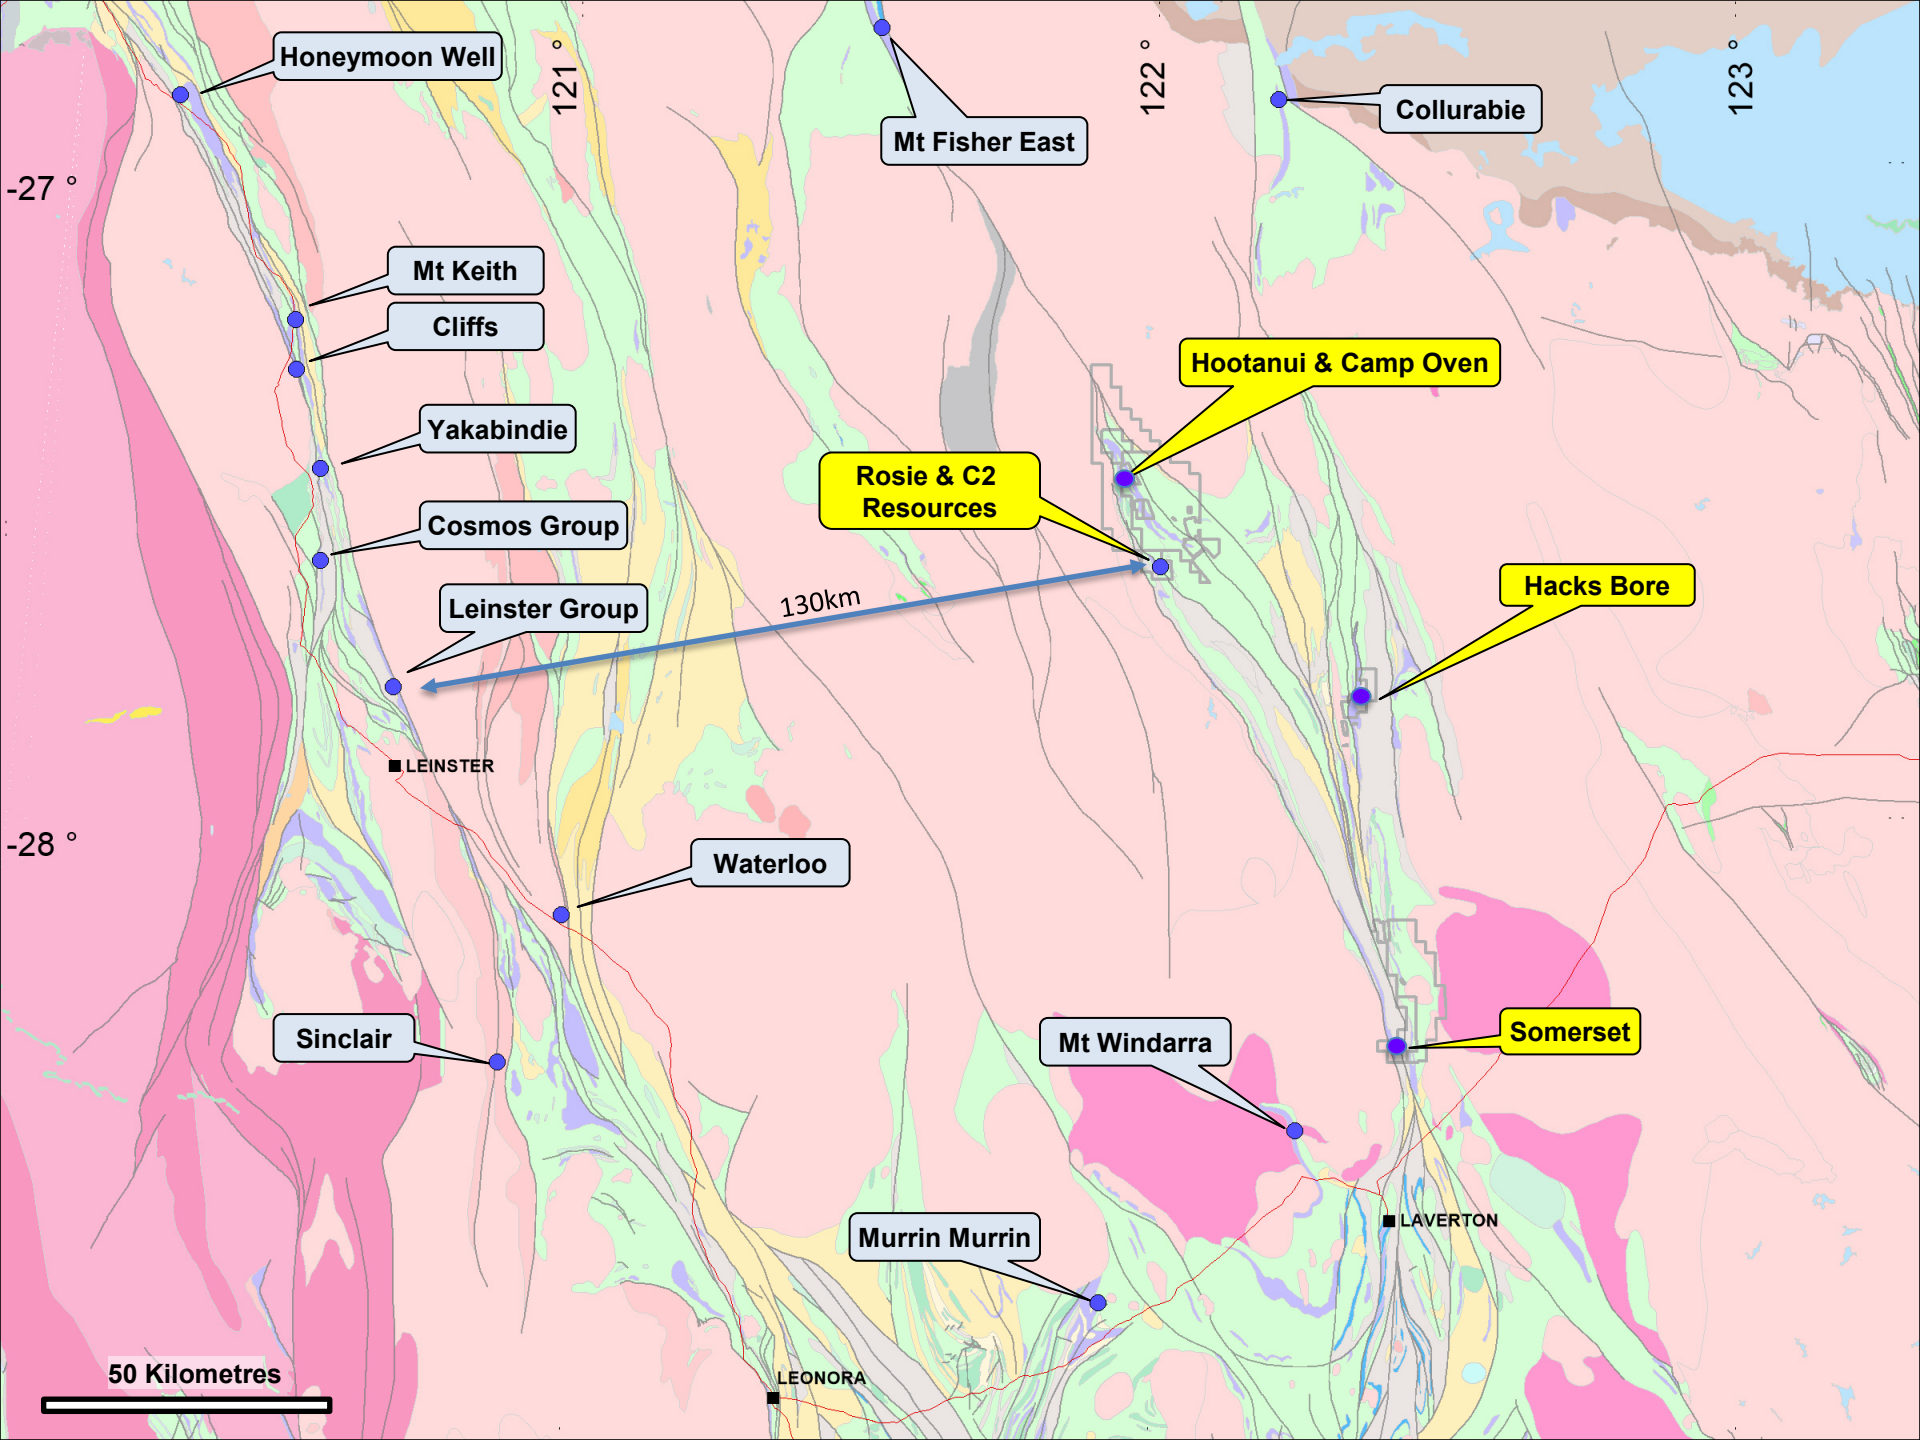 Honeymoon Well
121 °
122 °
123 °
Collurabie
Mt Fisher East
-27 °
Mt Keith
Cliffs
Hootanui & Camp Oven
Yakabindie
Rosie & C2
Resources
Cosmos Group
Hacks Bore
Leinster Group
130km
LEINSTER
-28 °
Waterloo
Sinclair
Mt Windarra
Somerset
LAVERTON
Murrin Murrin
50 Kilometres
LEONORA